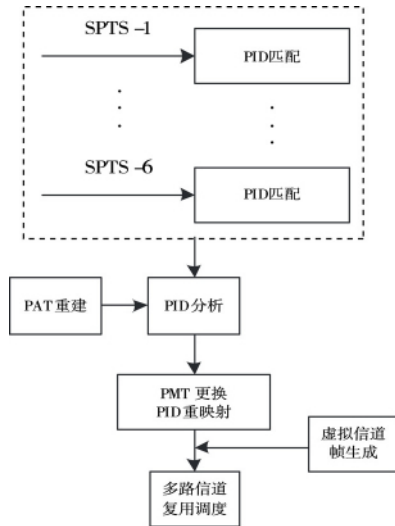 SPTS -1
PID匹配
SPTS -6
PID匹配
PAT重建
PID分析
PMT 更换
PID重映射
虚拟信道
帧生成
多路信道
复用调度